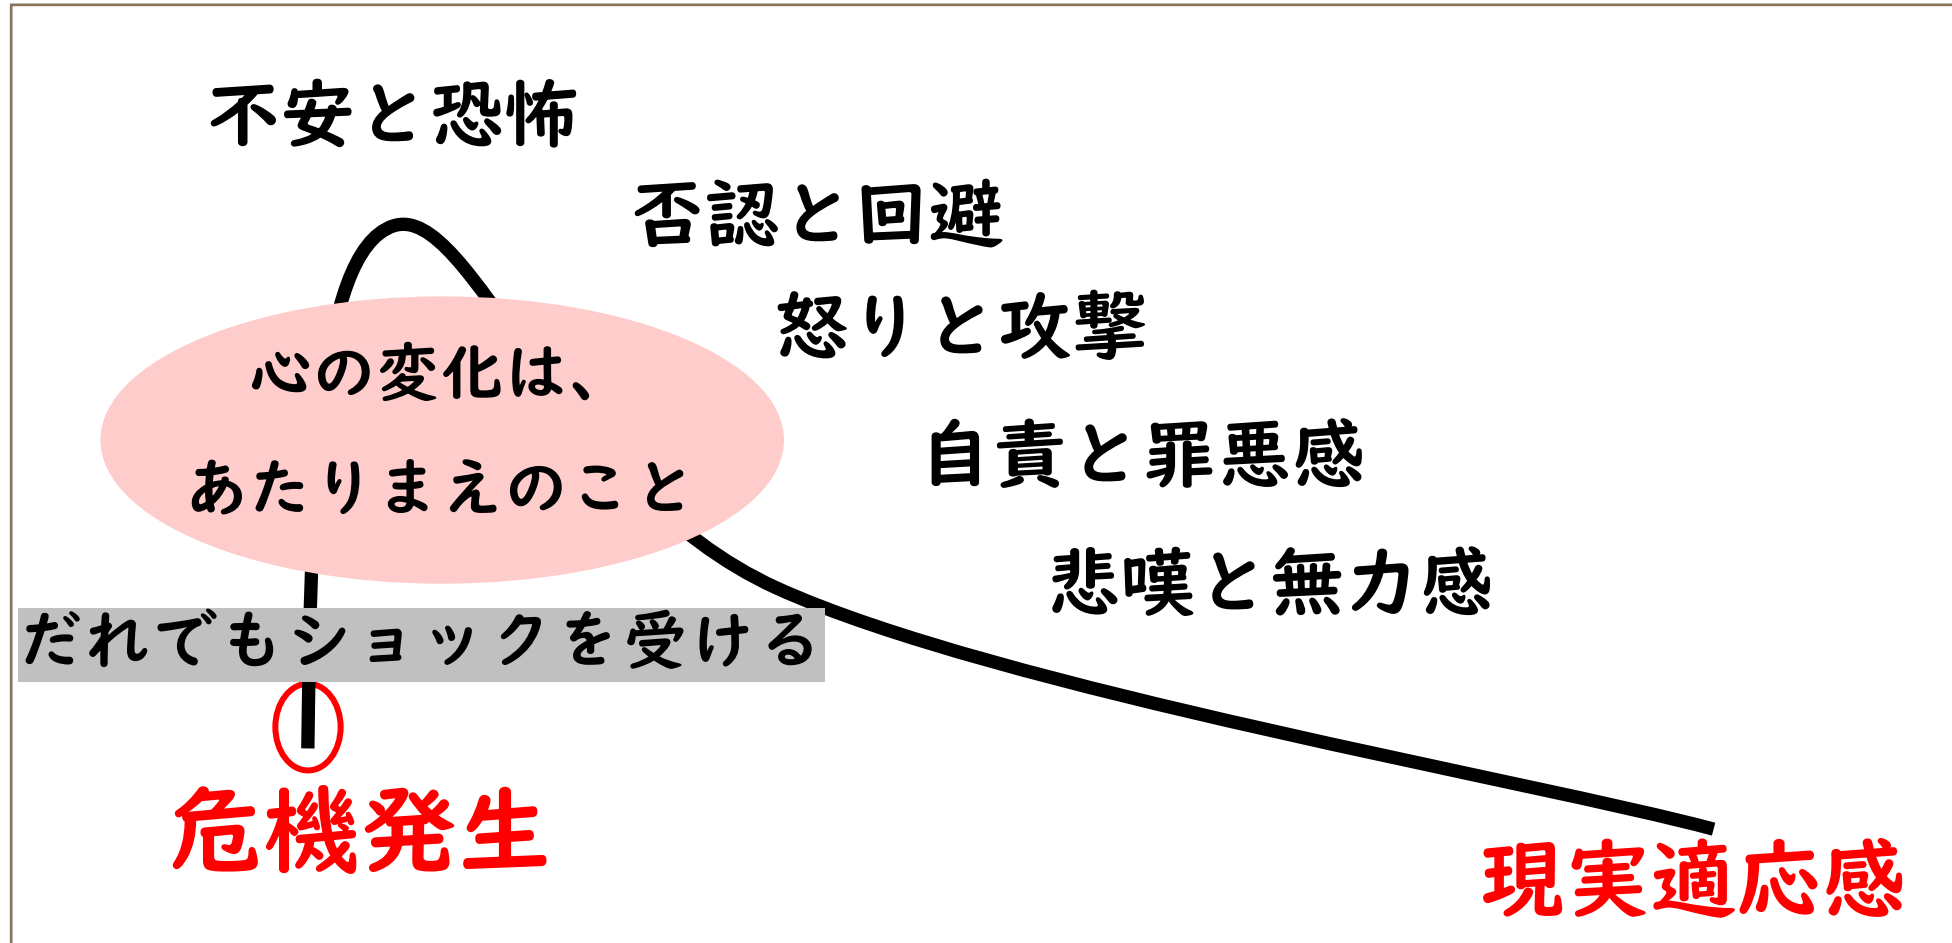 不安と恐怖
否認と回避
怒りと攻撃
心の変化は、
あたりまえのこと
自責と罪悪感
悲嘆と無力感
だれでもショックを受ける
危機発生
現実適応感